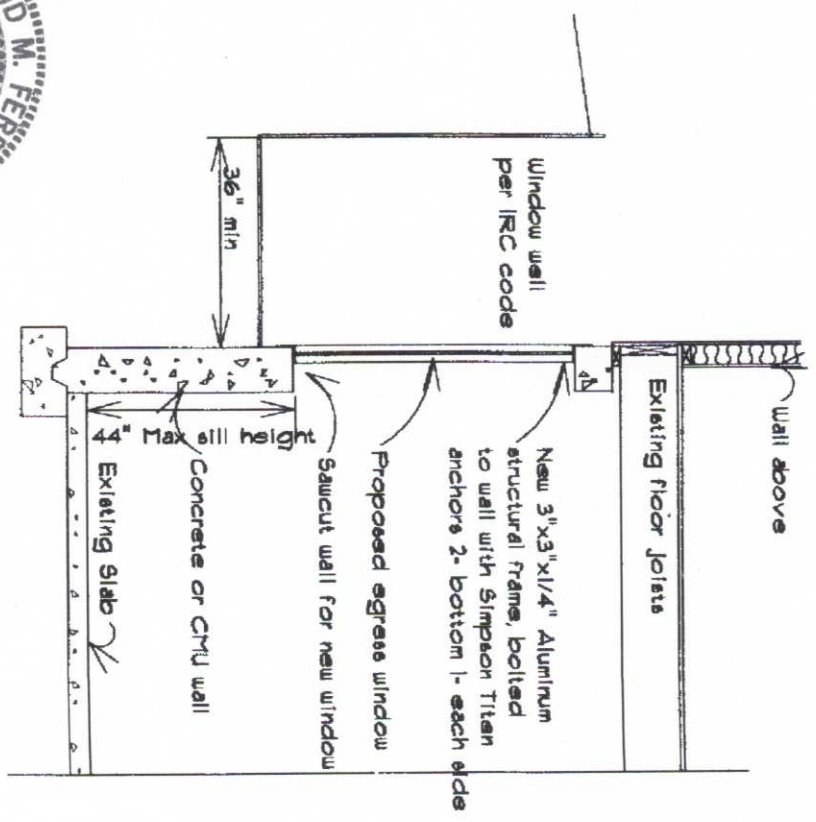 D M. FER
Wall above
Existing floor joists
Window well
per IRC code
36" min
New 3"x3"x1/4" Aluminum
structural frame, bolted
to wall with Simpson Titan
anchors 2- bottom 1- each side
Proposed egress window
Sawcut wall for new window
44" Max sill height
Concrete or CMU wall
Existing Slab